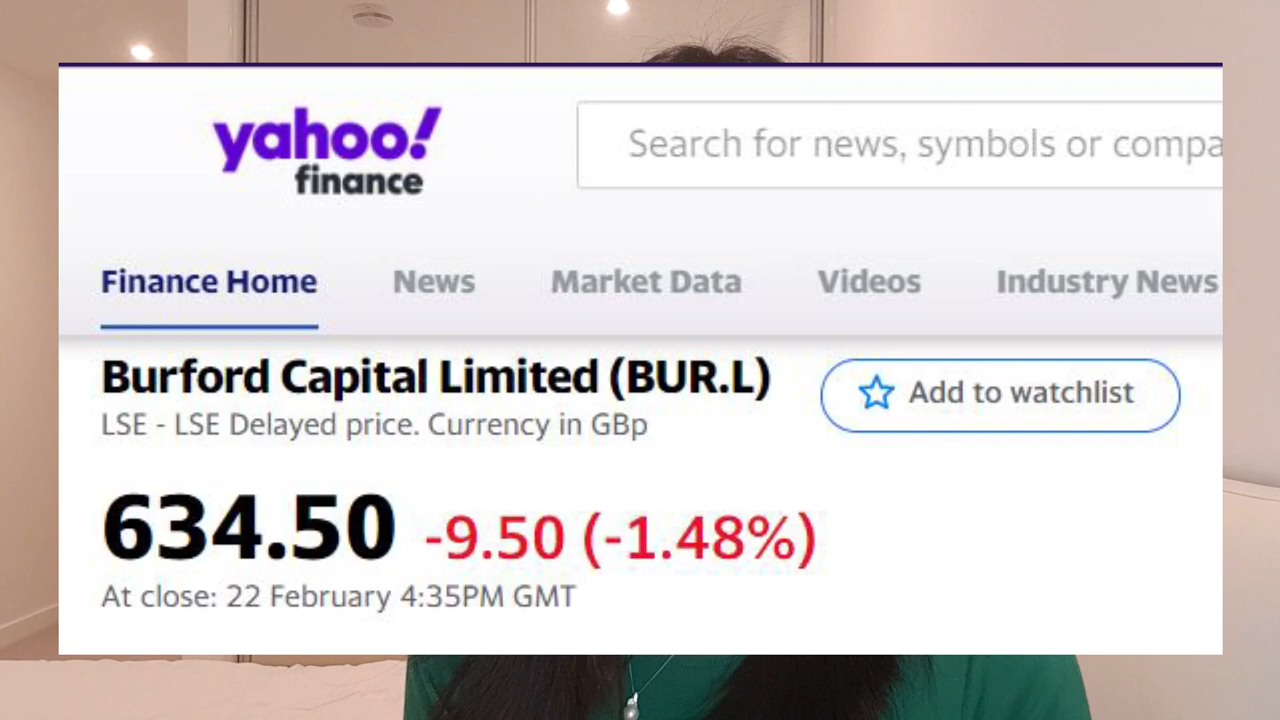 yahoo!
finance
Search for news, symbols or compa
Finance Home News Market Data Videos Industry News
Burford Capital Limited (BUR.L)
Add to watchlist
LSE - LSE Delayed price. Currency in GBp
634.50 -9.50 (-1.48%)
At close: 22 February 4:35PM GMT